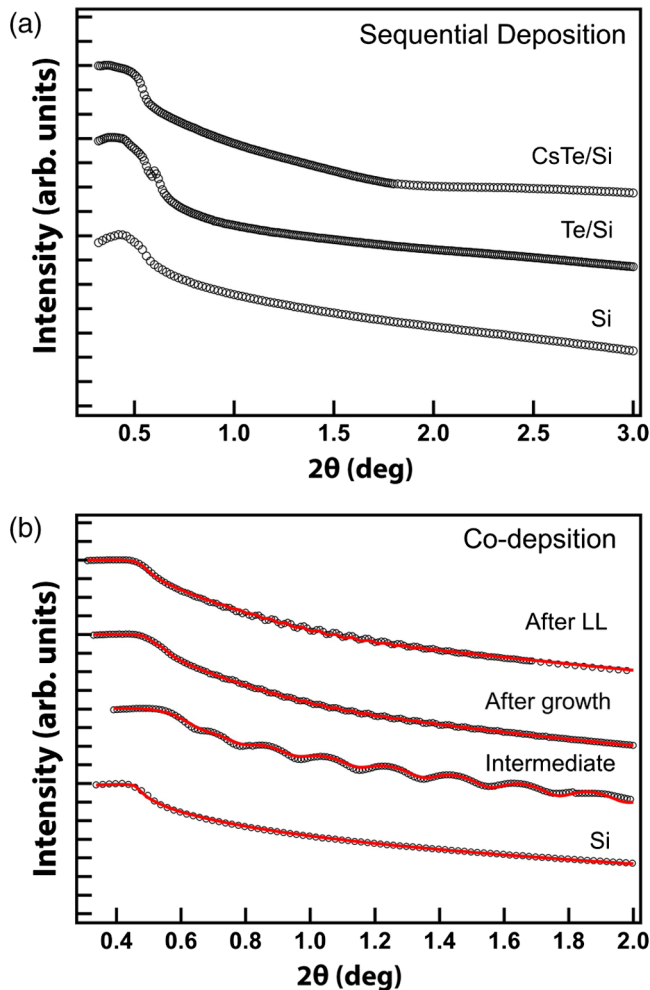 (a)
Sequential Deposition
Intensity (arb. units)
CsTe/Si
Te/Si
Si
0.5 1.0 1.5 2.0 2.5 3.0
2θ (deg)
(b)
Co-depsition
Intensity (arb. units)
After LL
After growth
Intermediate
Si
0.4 0.6 0.8 1.0 1.2 1.4 1.6 1.8 2.0
2θ (deg)